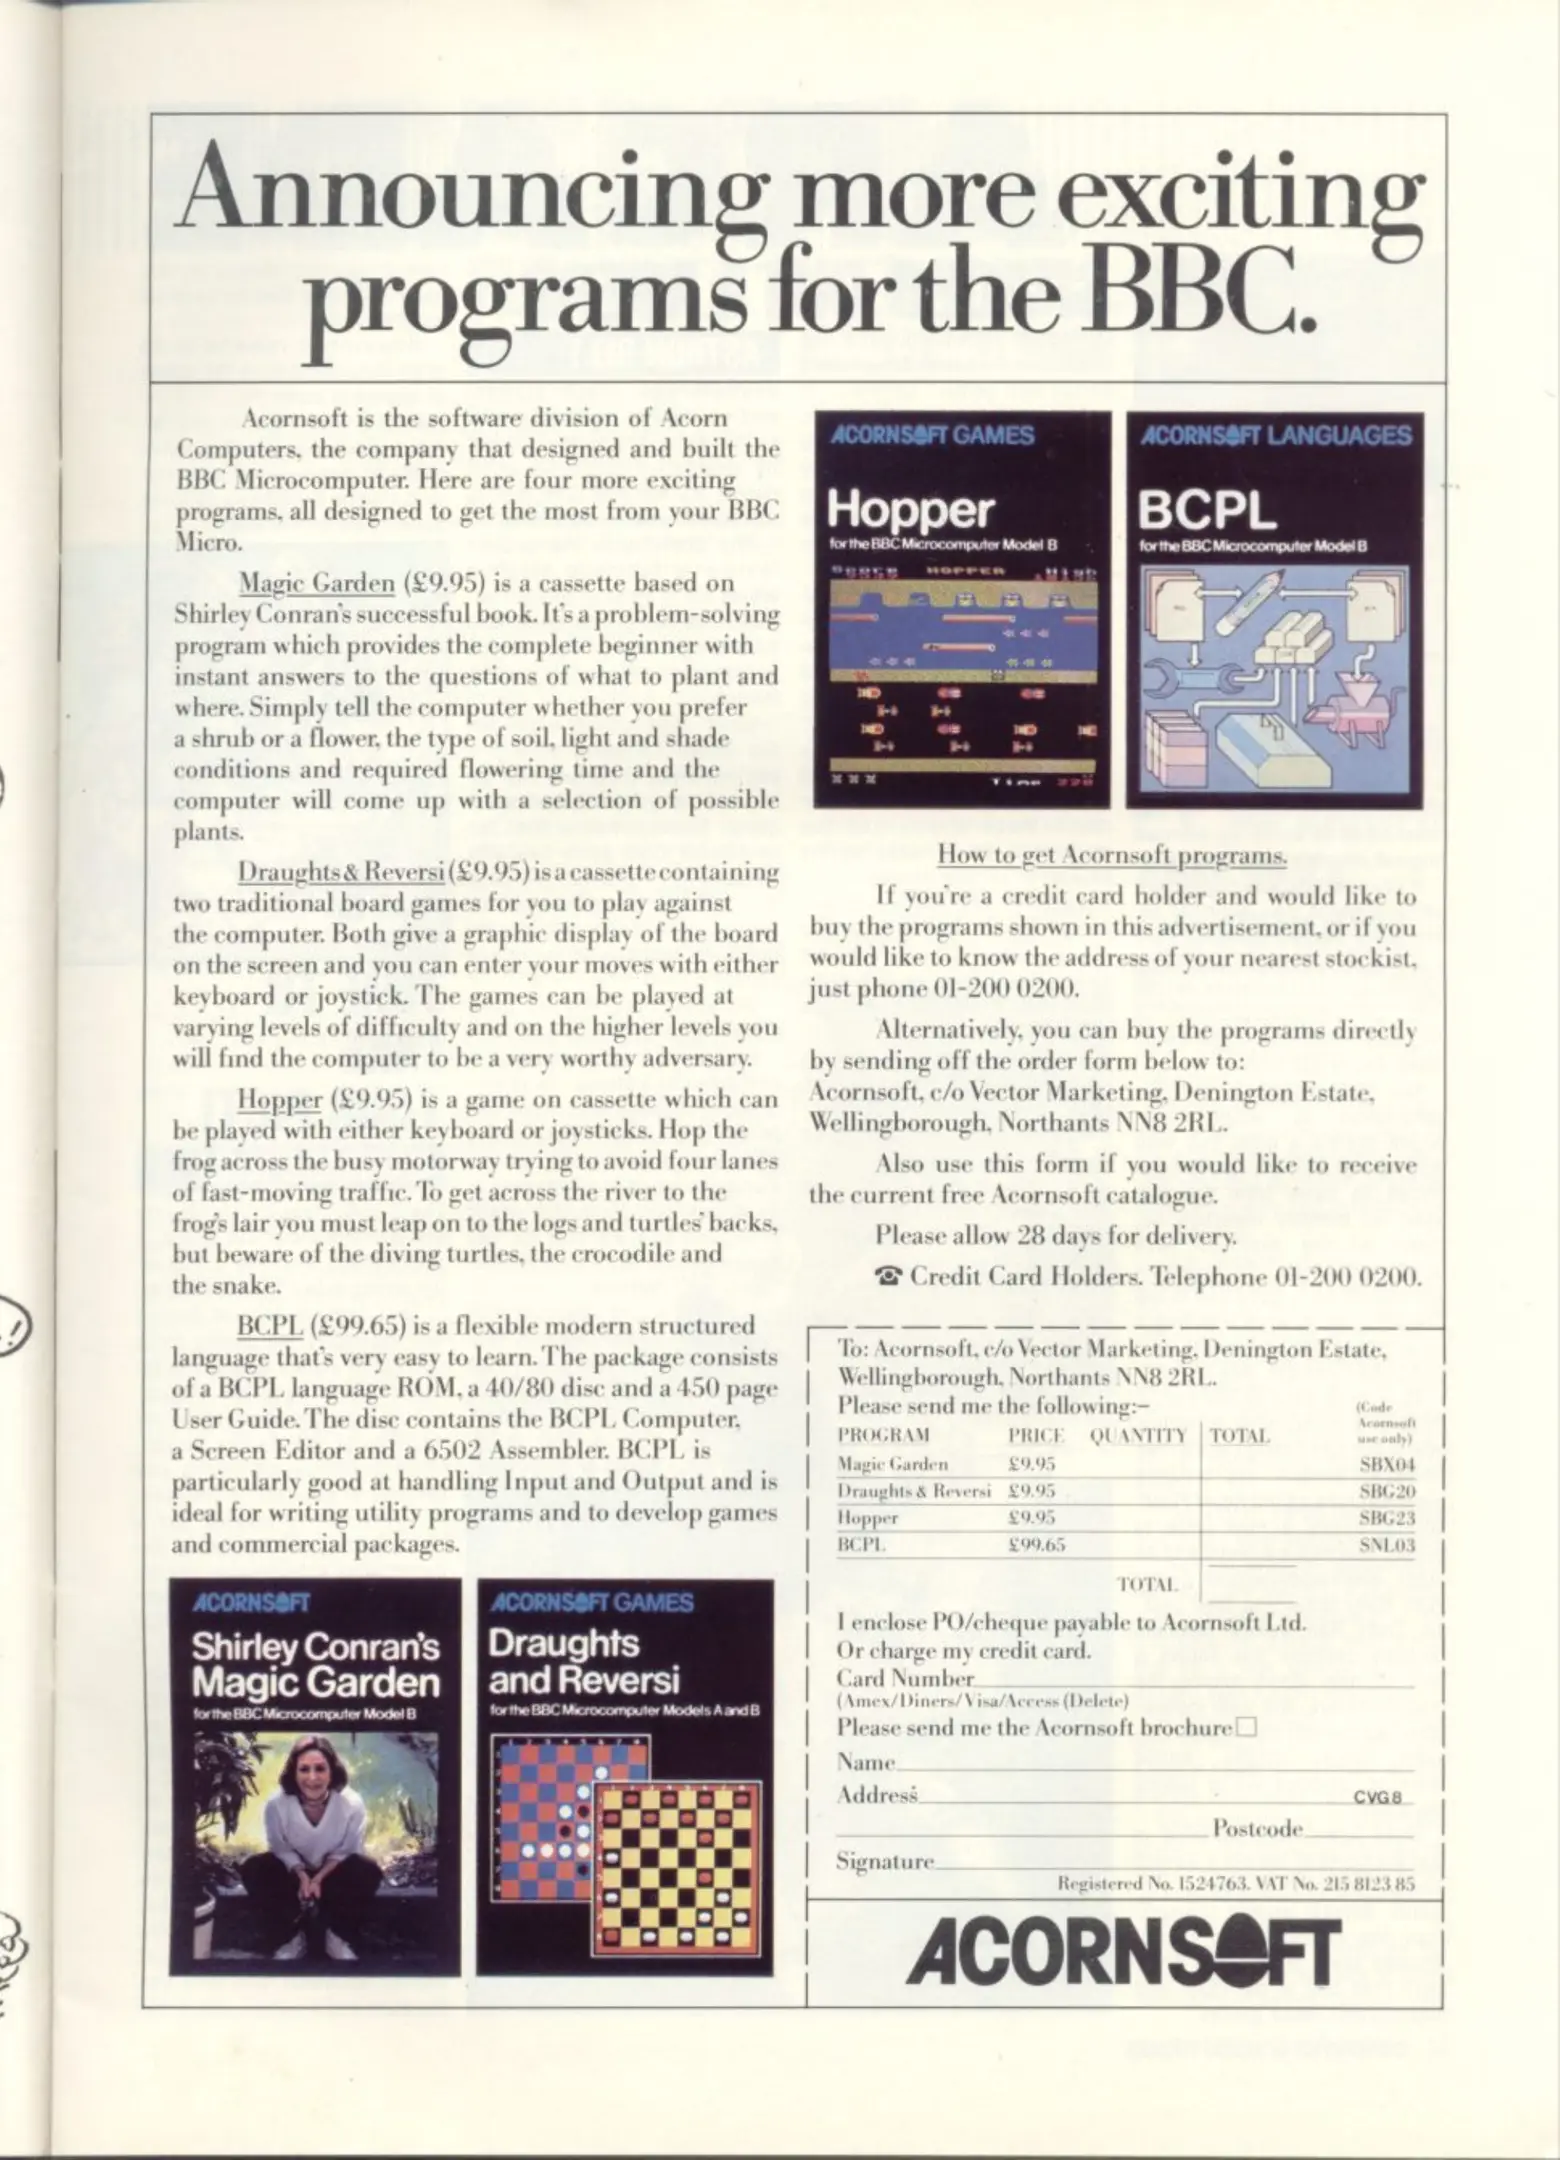 Announcing more exciting
programs for the BBC.
Acornsoft is the software division of Acorn
Computers, the company that designed and built the
BBC Microcomputer. Here are four more exciting
programs, all designed to get the most from your BBC
Micro.
Magic Garden (£9.95) is a cassette based on
Shirley Conran's successful book. It's a problem-solving
program which provides the complete beginner with
instant answers to the questions of what to plant and
where. Simply tell the computer whether you prefer
a shrub or a flower, the type of soil, light and shade
conditions and required flowering time and the
computer will come up with a selection of possible
plants.
Draughts & Reversi (£9.95) is a cassette containing
two traditional board games for you to play against
the computer. Both give a graphic display of the board
on the screen and you can enter your moves with either
keyboard or joystick. The games can be played at
varying levels of difficulty and on the higher levels you
will find the computer to be a very worthy adversary.
Hopper (£9.95) is a game on cassette which can
be played with either keyboard or joysticks. Hop the
frog across the busy motorway trying to avoid four lanes
of fast-moving traffic. To get across the river to the
frog's lair you must leap on to the logs and turtles' backs,
but beware of the diving turtles, the crocodile and
the snake.
BCPL (£99.65) is a flexible modern structured
language that's very easy to learn. The package consists
of a BCPL language ROM, a 40/80 disc and a 450 page
User Guide. The disc contains the BCPL Computer,
a Screen Editor and a 6502 Assembler. BCPL is
particularly good at handling Input and Output and is
ideal for writing utility programs and to develop games
and commercial packages.
ACORNSOFT
Shirley Conran's
Magic Garden
for the BBC Microcomputer Model B
ACORNSOFT GAMES
Draughts
and Reversi
for the BBC Microcomputer Models A and B
ACORNSOFT GAMES
Hopper
for the BBC Microcomputer Model B
Score HOPPER High
Time 228
ACORNSOFT LANGUAGES
BCPL
for the BBC Microcomputer Model B
How to get Acornsoft programs.
If you're a credit card holder and would like to
buy the programs shown in this advertisement, or if you
would like to know the address of your nearest stockist,
just phone 01-200 0200.
Alternatively, you can buy the programs directly
by sending off the order form below to:
Acornsoft, c/o Vector Marketing, Denington Estate,
Wellingborough, Northants NN8 2RL.
Also use this form if you would like to receive
the current free Acornsoft catalogue.
Please allow 28 days for delivery.
☎ Credit Card Holders. Telephone 01-200 0200.
To: Acornsoft, c/o Vector Marketing, Denington Estate,
Wellingborough, Northants NN8 2RL.
Please send me the following:–
PROGRAM PRICE QUANTITY TOTAL (Code Acornsoft use only)
Magic Garden £9.95 SBX04
Draughts & Reversi £9.95 SBG20
Hopper £9.95 SBG23
BCPL £99.65 SNL03
TOTAL
I enclose PO/cheque payable to Acornsoft Ltd.
Or charge my credit card.
Card Number
(Amex/Diners/Visa/Access (Delete)
Please send me the Acornsoft brochure
Name
Address CVG8
Postcode
Signature
Registered No. 1524763. VAT No. 215 8123 85
ACORNSOFT